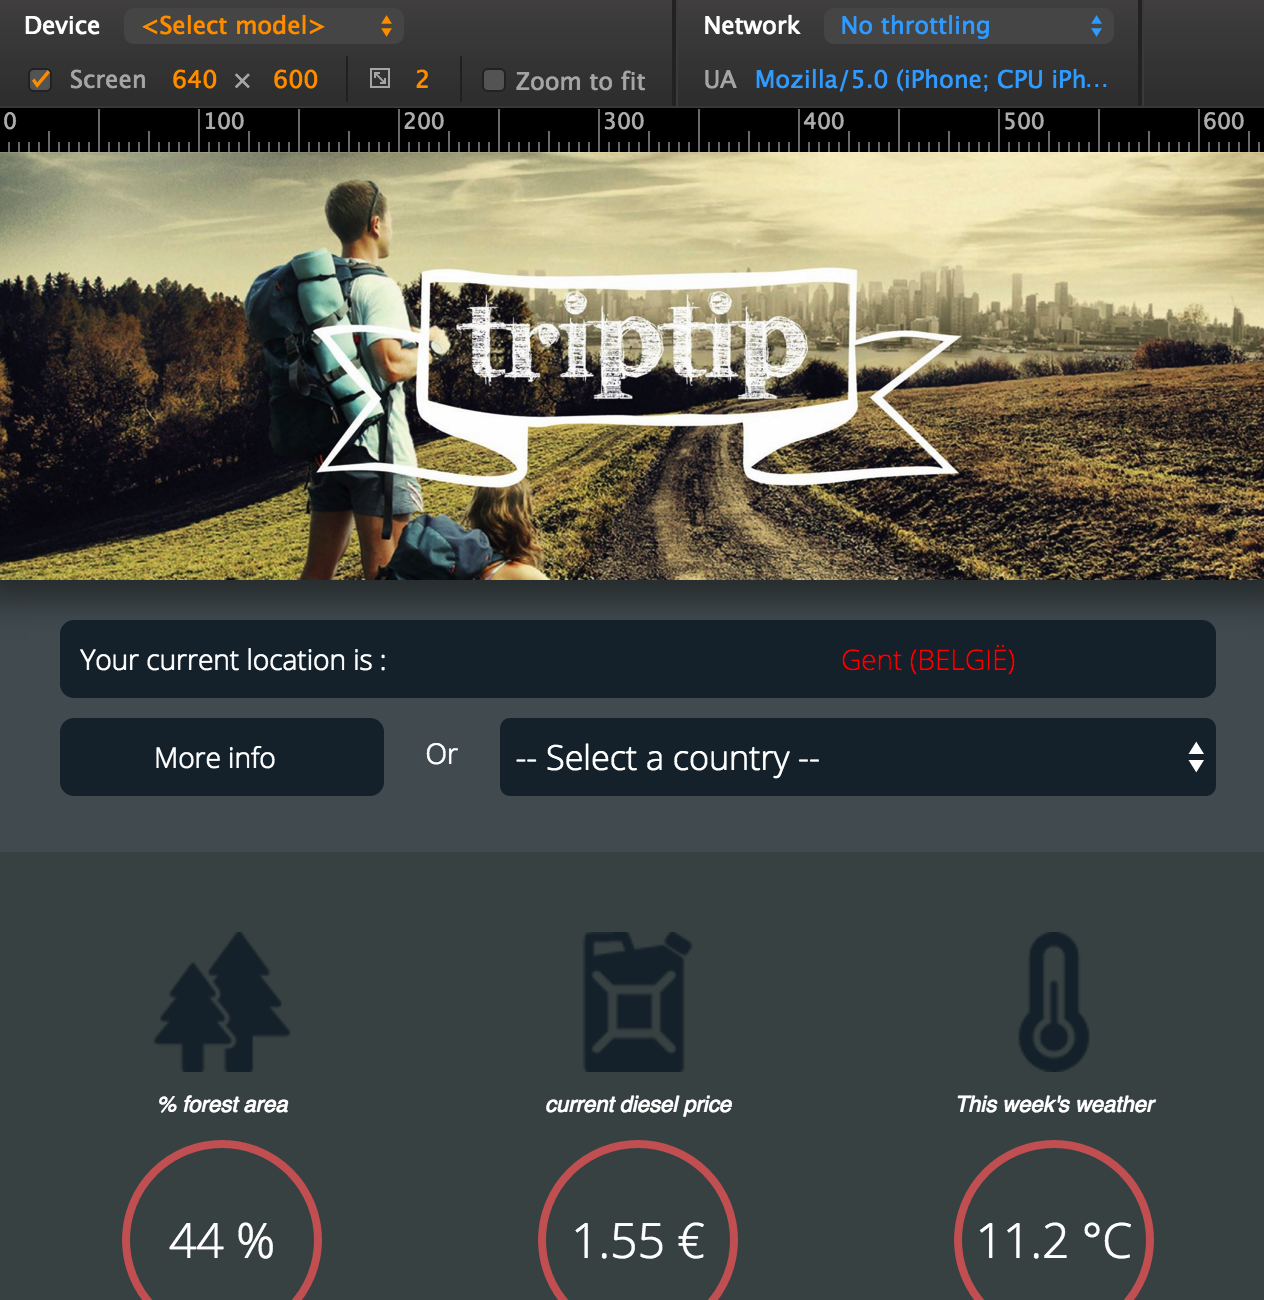 Device <Select model> Network No throttling
Screen 640 × 600 2 Zoom to fit UA Mozilla/5.0 (iPhone; CPU iPh...
0 100 200 300 400 500 600
triptip
Your current location is : Gent (BELGIË)
More info Or -- Select a country --
% forest area current diesel price This week's weather
44 % 1.55 € 11.2 °C